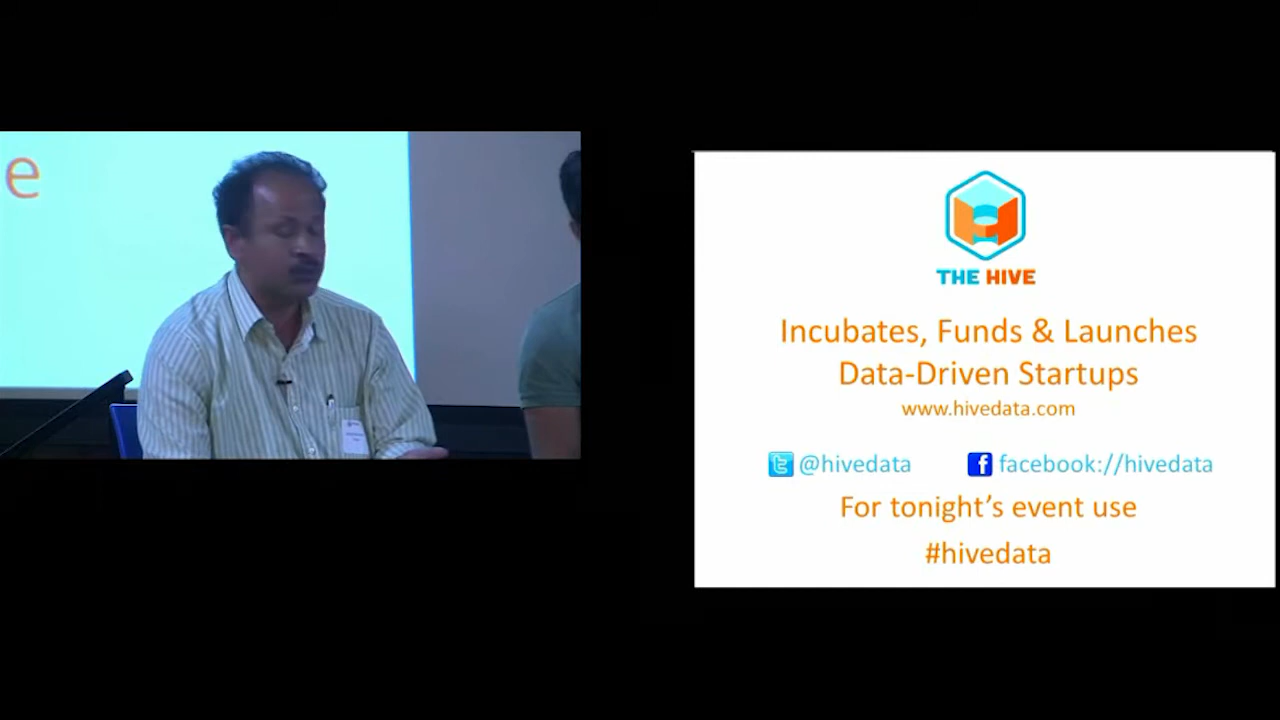 e
THE HIVE
Incubates, Funds & Launches
Data-Driven Startups
www.hivedata.com
@hivedata
facebook://hivedata
For tonight's event use
#hivedata